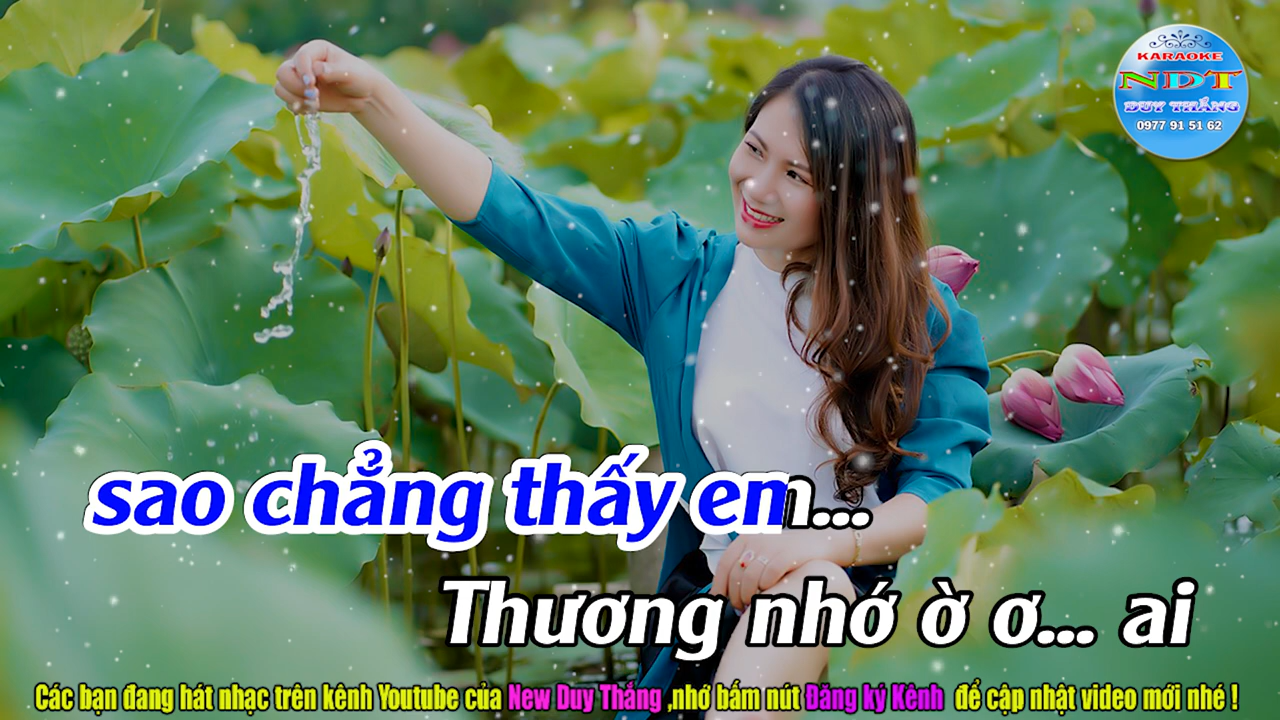 KARAOKE
NDT
DUY THẮNG
0977 91 51 62
sao chẳng thấy em...
Thương nhớ ờ ơ... ai
Các bạn đang hát nhạc trên kênh Youtube của New Duy Thắng ,nhớ bấm nút Đăng ký Kênh để cập nhật video mới nhé !